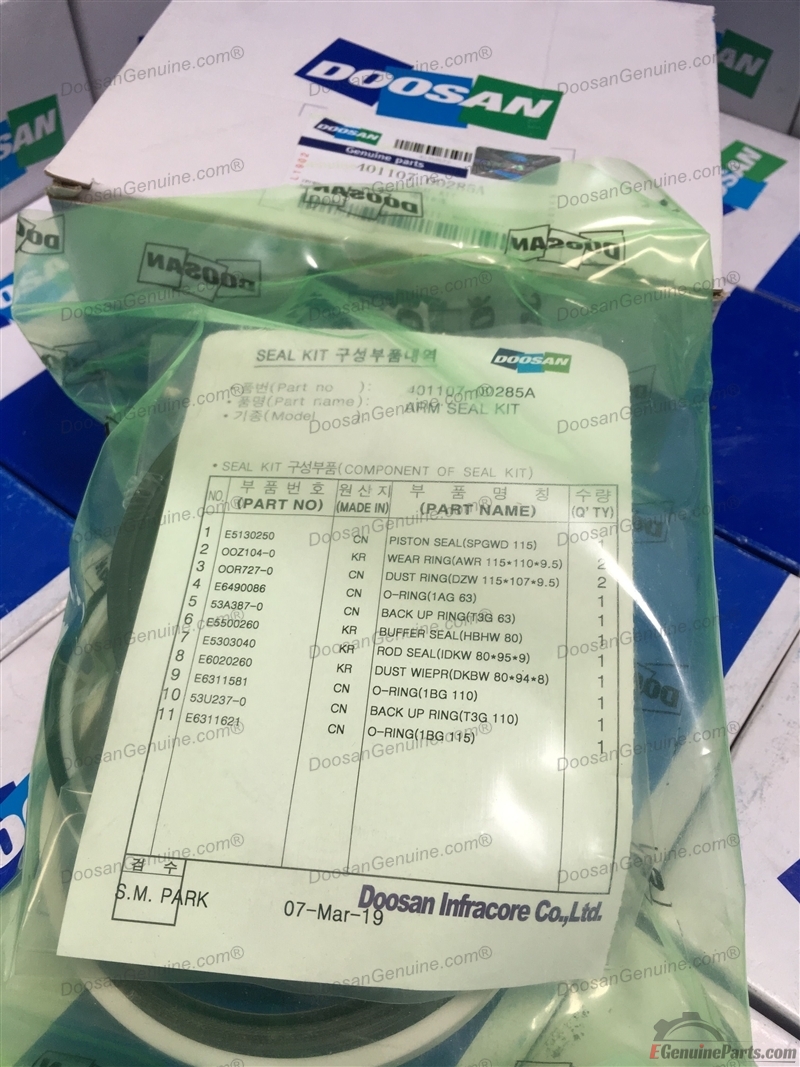 DOOSAN
DOOSAN
Genuine parts
401107-00285A
SEAL KIT 구성부품내역
DOOSAN
품번(Part no ):
401107-00285A
• 품명(Part name):
ARM SEAL KIT
• 기종(Model )
• SEAL KIT 구성부품(COMPONENT OF SEAL KIT)
NO. 부 품 번 호 (PART NO) 원 산 지 (MADE IN) 부 품 명 칭 (PART NAME) 수 량 (Q' TY)
1 E5130250 CN PISTON SEAL(SPGWD 115) 1
2 OOZ104-0 KR WEAR RING(AWR 115*110*9.5) 2
3 OOR727-0 CN DUST RING(DZW 115*107*9.5) 2
4 E6490086 CN O-RING(1AG 63) 1
5 53A387-0 CN BACK UP RING(T3G 63) 1
6 E5500260 KR BUFFER SEAL(HBHW 80) 1
7 E5303040 KR ROD SEAL(IDKW 80*95*9) 1
8 E6020260 KR DUST WIEPR(DKBW 80*94*8) 1
9 E6311581 CN O-RING(1BG 110) 1
10 53U237-0 CN BACK UP RING(T3G 110) 1
11 E6311621 CN O-RING(1BG 115) 1
검 수
S.M. PARK
07-Mar-19
Doosan Infracore Co.,Ltd.
DoosanGenuine.com®
EGenuineParts.com